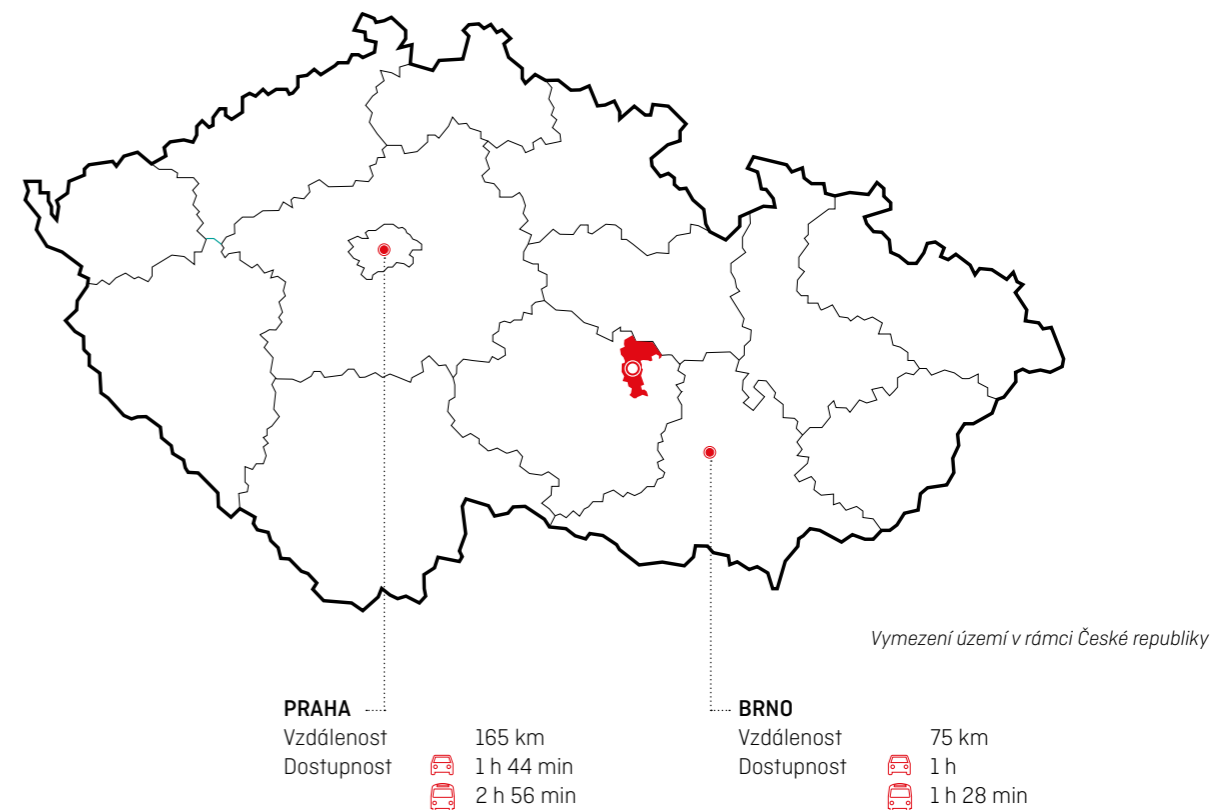 Vymezení území v rámci České republiky
PRAHA
Vzdálenost 165 km
Dostupnost 1 h 44 min
2 h 56 min
BRNO
Vzdálenost 75 km
Dostupnost 1 h
1 h 28 min